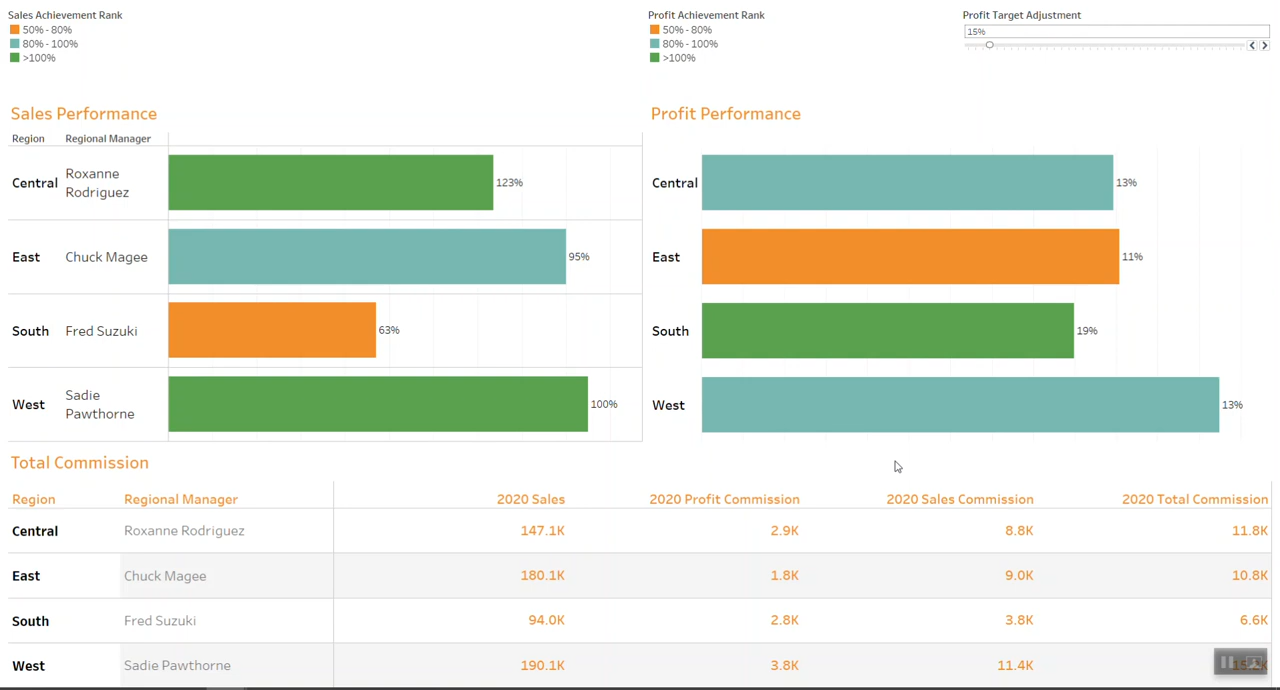 Sales Achievement Rank
50% - 80%
80% - 100%
>100%
Profit Achievement Rank
50% - 80%
80% - 100%
>100%
Profit Target Adjustment
15%
Sales Performance
Region Regional Manager
Central Roxanne Rodriguez 123%
East Chuck Magee 95%
South Fred Suzuki 63%
West Sadie Pawthorne 100%
Profit Performance
Central 13%
East 11%
South 19%
West 13%
Total Commission
Region Regional Manager 2020 Sales 2020 Profit Commission 2020 Sales Commission 2020 Total Commission
Central Roxanne Rodriguez 147.1K 2.9K 8.8K 11.8K
East Chuck Magee 180.1K 1.8K 9.0K 10.8K
South Fred Suzuki 94.0K 2.8K 3.8K 6.6K
West Sadie Pawthorne 190.1K 3.8K 11.4K